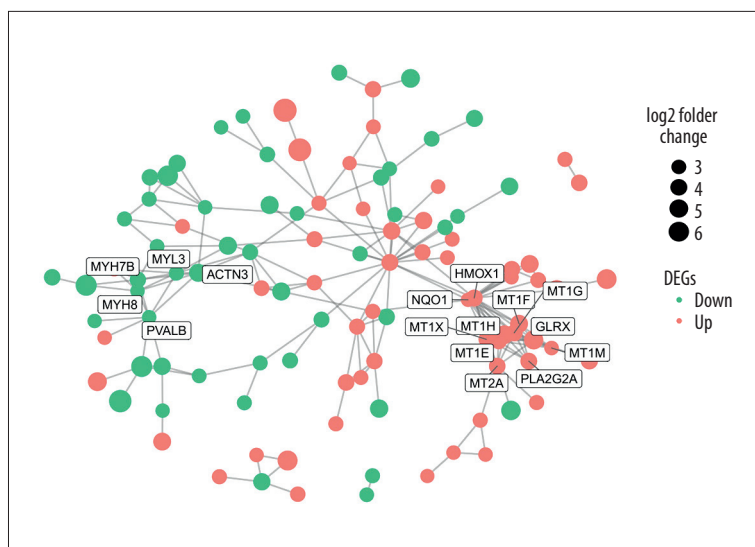 log2 folder
change
3
4
5
6
DEGs
Down
Up
MYH7B
MYL3
ACTN3
MYH8
PVALB
HMOX1
NQO1
MT1F
MT1G
MT1X
MT1H
GLRX
MT1E
MT1M
MT2A
PLA2G2A